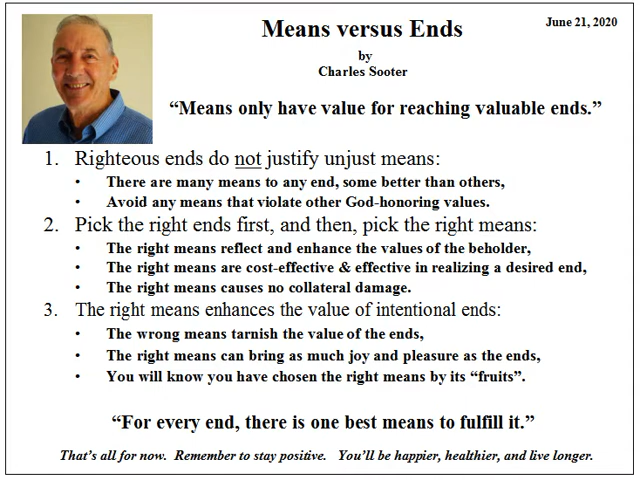 Means versus Ends
June 21, 2020
by
Charles Sooter
“Means only have value for reaching valuable ends.”
1. Righteous ends do not justify unjust means:
• There are many means to any end, some better than others,
• Avoid any means that violate other God-honoring values.
2. Pick the right ends first, and then, pick the right means:
• The right means reflect and enhance the values of the beholder,
• The right means are cost-effective & effective in realizing a desired end,
• The right means causes no collateral damage.
3. The right means enhances the value of intentional ends:
• The wrong means tarnish the value of the ends,
• The right means can bring as much joy and pleasure as the ends,
• You will know you have chosen the right means by its “fruits”.
“For every end, there is one best means to fulfill it.”
That’s all for now. Remember to stay positive. You’ll be happier, healthier, and live longer.